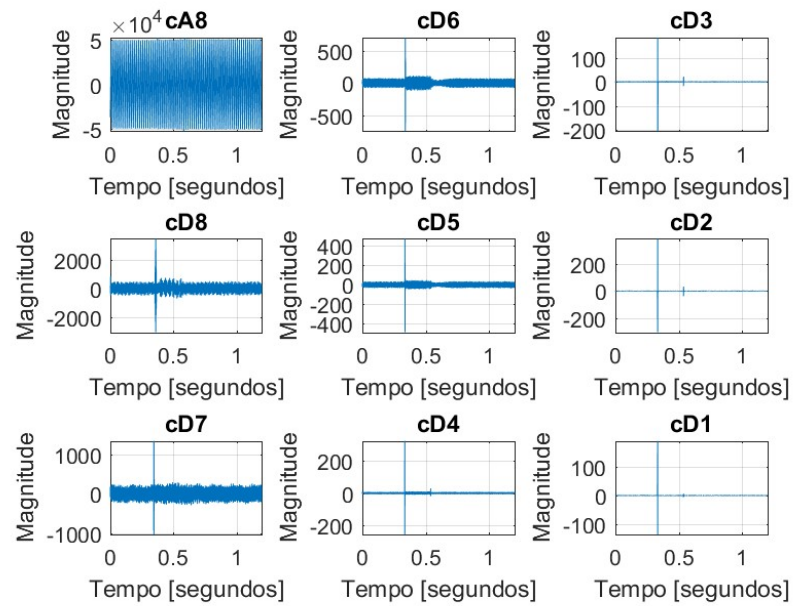 ×10⁴ cA8
Magnitude
5
0
-5
0 0.5 1
Tempo [segundos]
cD6
Magnitude
500
0
-500
0 0.5 1
Tempo [segundos]
cD3
Magnitude
100
0
-100
-200
0 0.5 1
Tempo [segundos]
cD8
Magnitude
2000
0
-2000
0 0.5 1
Tempo [segundos]
cD5
Magnitude
400
200
0
-200
-400
0 0.5 1
Tempo [segundos]
cD2
Magnitude
200
0
-200
0 0.5 1
Tempo [segundos]
cD7
Magnitude
1000
0
-1000
0 0.5 1
Tempo [segundos]
cD4
Magnitude
200
0
-200
0 0.5 1
Tempo [segundos]
cD1
Magnitude
100
0
-100
0 0.5 1
Tempo [segundos]